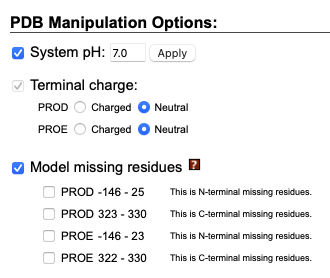 PDB Manipulation Options:
System pH: 7.0 Apply
Terminal charge:
PROD Charged Neutral
PROE Charged Neutral
Model missing residues ?
PROD -146 - 25 This is N-terminal missing residues.
PROD 323 - 330 This is C-terminal missing residues.
PROE -146 - 23 This is N-terminal missing residues.
PROE 322 - 330 This is C-terminal missing residues.